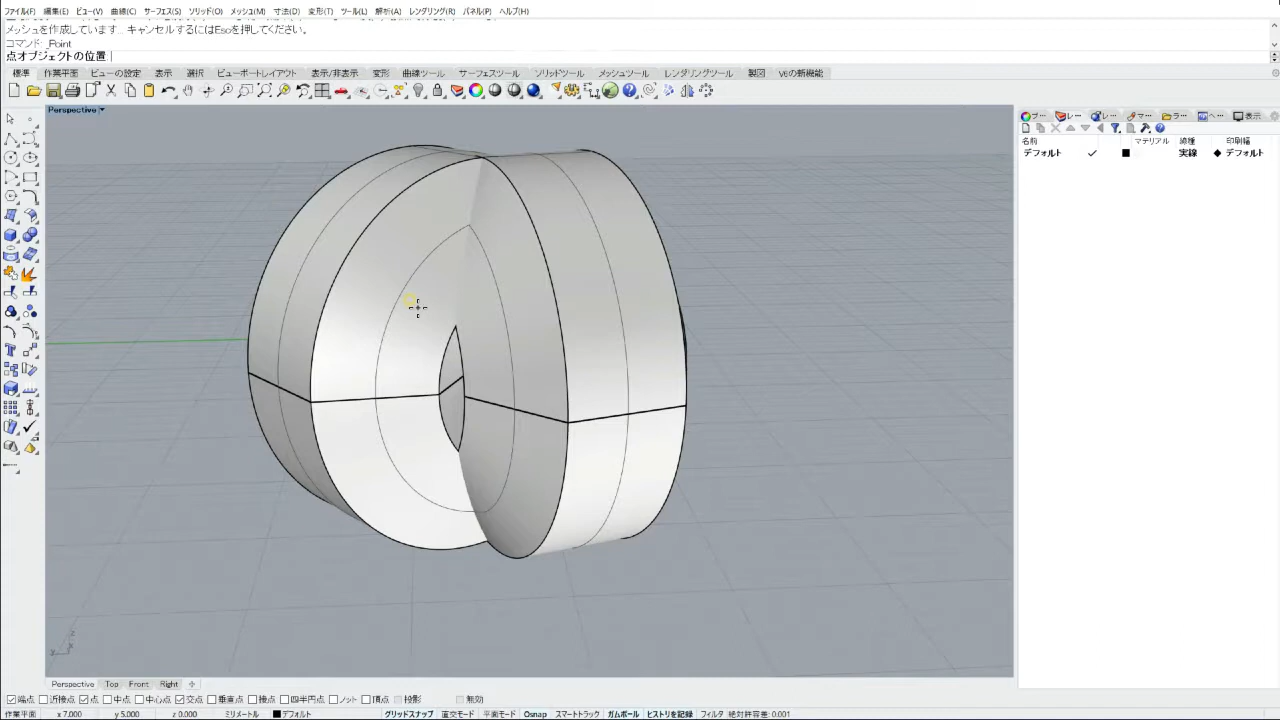 ファイル(F) 編集(E) ビュー(V) 曲線(C) サーフェス(S) ソリッド(O) メッシュ(M) 寸法(D) 変形(T) ツール(L) 解析(A) レンダリング(R) パネル(P) ヘルプ(H)
メッシュを作成しています... キャンセルするにはEscを押してください。
コマンド: _Point
点オブジェクトの位置
標準 作業平面 ビューの設定 表示 選択 ビューポートレイアウト 表示/非表示 変形 曲線ツール サーフェスツール ソリッドツール メッシュツール レンダリングツール 製図 V6の新機能
Perspective
プ... レー... レ... マ... ラ... ヘ... 表示
名前 マテリアル 線種 印刷幅
デフォルト 実線 デフォルト
z
y x
Perspective Top Front Right
端点 近接点 点 中点 中心点 交点 垂直点 接点 四半円点 ノット 頂点 投影 無効
作業平面 x 7.000 y 5.000 z 0.000 ミリメートル デフォルト グリッドスナップ 直交モード 平面モード Osnap スマートトラック ガムボール ヒストリを記録 フィルタ 絶対許容差: 0.001